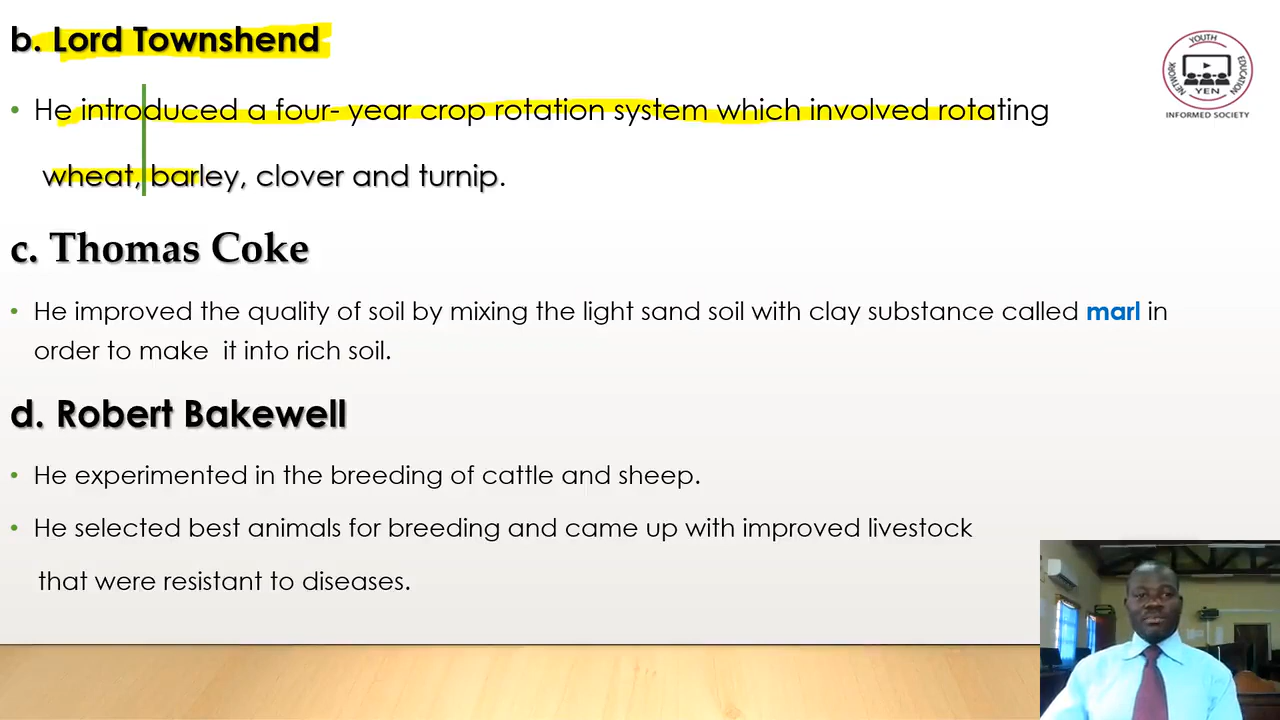 b. Lord Townshend
• He introduced a four- year crop rotation system which involved rotating
wheat, barley, clover and turnip.
c. Thomas Coke
• He improved the quality of soil by mixing the light sand soil with clay substance called marl in
order to make it into rich soil.
d. Robert Bakewell
• He experimented in the breeding of cattle and sheep.
• He selected best animals for breeding and came up with improved livestock
that were resistant to diseases.
YOUTH
EDUCATION
NETWORK
YEN
INFORMED SOCIETY